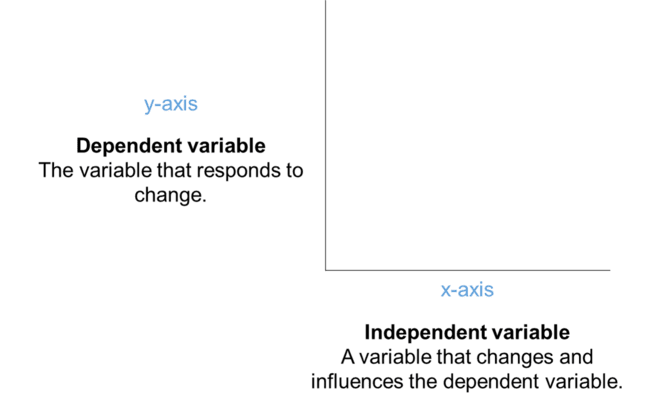 y-axis
Dependent variable
The variable that responds to
change.
x-axis
Independent variable
A variable that changes and
influences the dependent variable.